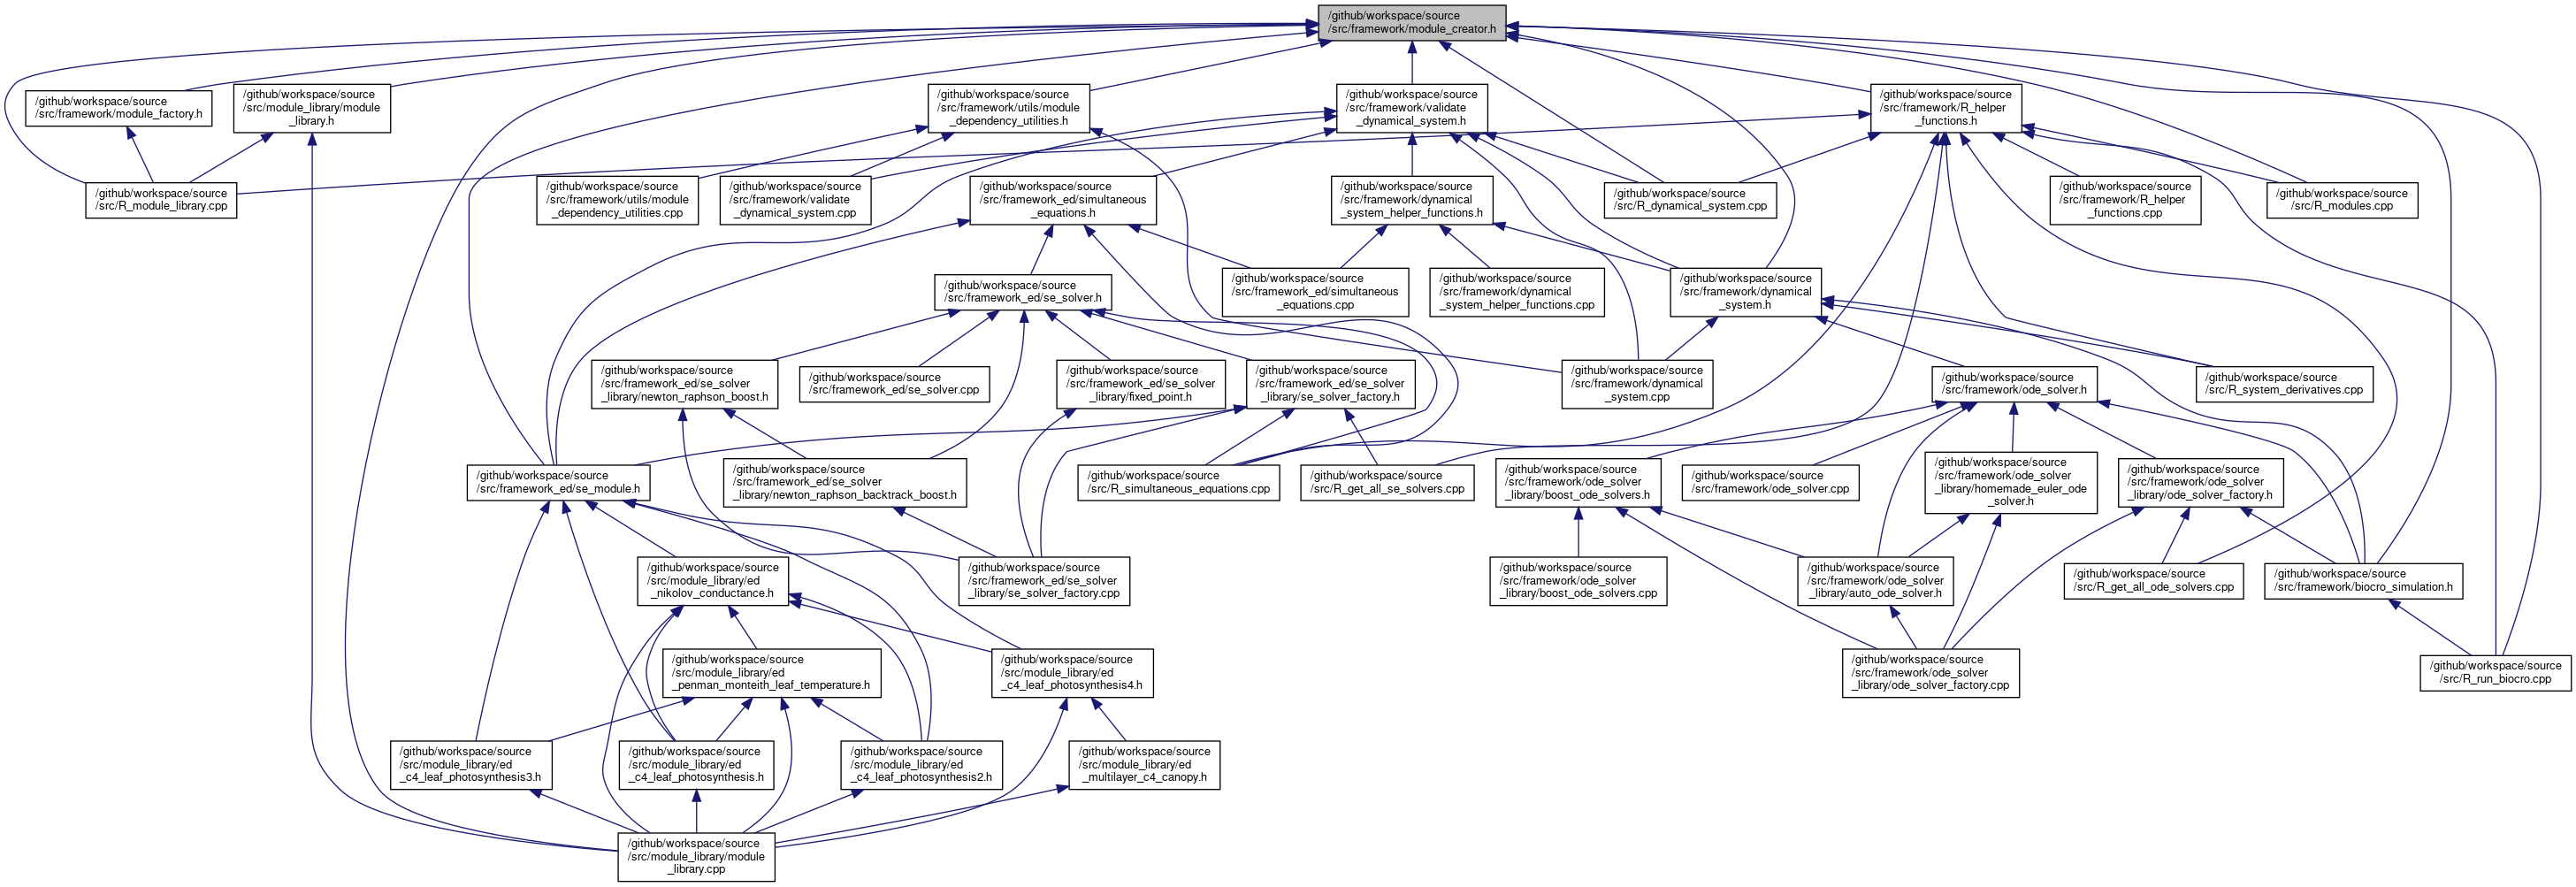 /github/workspace/source
/src/framework/module_creator.h
/github/workspace/source
/src/framework/module_factory.h
/github/workspace/source
/src/module_library/module
_library.h
/github/workspace/source
/src/framework/utils/module
_dependency_utilities.h
/github/workspace/source
/src/framework/validate
_dynamical_system.h
/github/workspace/source
/src/framework/R_helper
_functions.h
/github/workspace/source
/src/R_module_library.cpp
/github/workspace/source
/src/framework/utils/module
_dependency_utilities.cpp
/github/workspace/source
/src/framework/validate
_dynamical_system.cpp
/github/workspace/source
/src/framework_ed/simultaneous
_equations.h
/github/workspace/source
/src/framework/dynamical
_system_helper_functions.h
/github/workspace/source
/src/R_dynamical_system.cpp
/github/workspace/source
/src/framework/R_helper
_functions.cpp
/github/workspace/source
/src/R_modules.cpp
/github/workspace/source
/src/framework_ed/se_solver.h
/github/workspace/source
/src/framework_ed/simultaneous
_equations.cpp
/github/workspace/source
/src/framework/dynamical
_system_helper_functions.cpp
/github/workspace/source
/src/framework/dynamical
_system.h
/github/workspace/source
/src/framework_ed/se_solver
_library/newton_raphson_boost.h
/github/workspace/source
/src/framework_ed/se_solver.cpp
/github/workspace/source
/src/framework_ed/se_solver
_library/fixed_point.h
/github/workspace/source
/src/framework_ed/se_solver
_library/se_solver_factory.h
/github/workspace/source
/src/framework/dynamical
_system.cpp
/github/workspace/source
/src/framework/ode_solver.h
/github/workspace/source
/src/R_system_derivatives.cpp
/github/workspace/source
/src/framework_ed/se_module.h
/github/workspace/source
/src/framework_ed/se_solver
_library/newton_raphson_backtrack_boost.h
/github/workspace/source
/src/R_simultaneous_equations.cpp
/github/workspace/source
/src/R_get_all_se_solvers.cpp
/github/workspace/source
/src/framework/ode_solver
_library/boost_ode_solvers.h
/github/workspace/source
/src/framework/ode_solver.cpp
/github/workspace/source
/src/framework/ode_solver
_library/homemade_euler_ode
_solver.h
/github/workspace/source
/src/framework/ode_solver
_library/ode_solver_factory.h
/github/workspace/source
/src/module_library/ed
_nikolov_conductance.h
/github/workspace/source
/src/framework_ed/se_solver
_library/se_solver_factory.cpp
/github/workspace/source
/src/framework/ode_solver
_library/boost_ode_solvers.cpp
/github/workspace/source
/src/framework/ode_solver
_library/auto_ode_solver.h
/github/workspace/source
/src/R_get_all_ode_solvers.cpp
/github/workspace/source
/src/framework/biocro_simulation.h
/github/workspace/source
/src/module_library/ed
_penman_monteith_leaf_temperature.h
/github/workspace/source
/src/module_library/ed
_c4_leaf_photosynthesis4.h
/github/workspace/source
/src/framework/ode_solver
_library/ode_solver_factory.cpp
/github/workspace/source
/src/R_run_biocro.cpp
/github/workspace/source
/src/module_library/ed
_c4_leaf_photosynthesis3.h
/github/workspace/source
/src/module_library/ed
_c4_leaf_photosynthesis.h
/github/workspace/source
/src/module_library/ed
_c4_leaf_photosynthesis2.h
/github/workspace/source
/src/module_library/ed
_multilayer_c4_canopy.h
/github/workspace/source
/src/module_library/module
_library.cpp